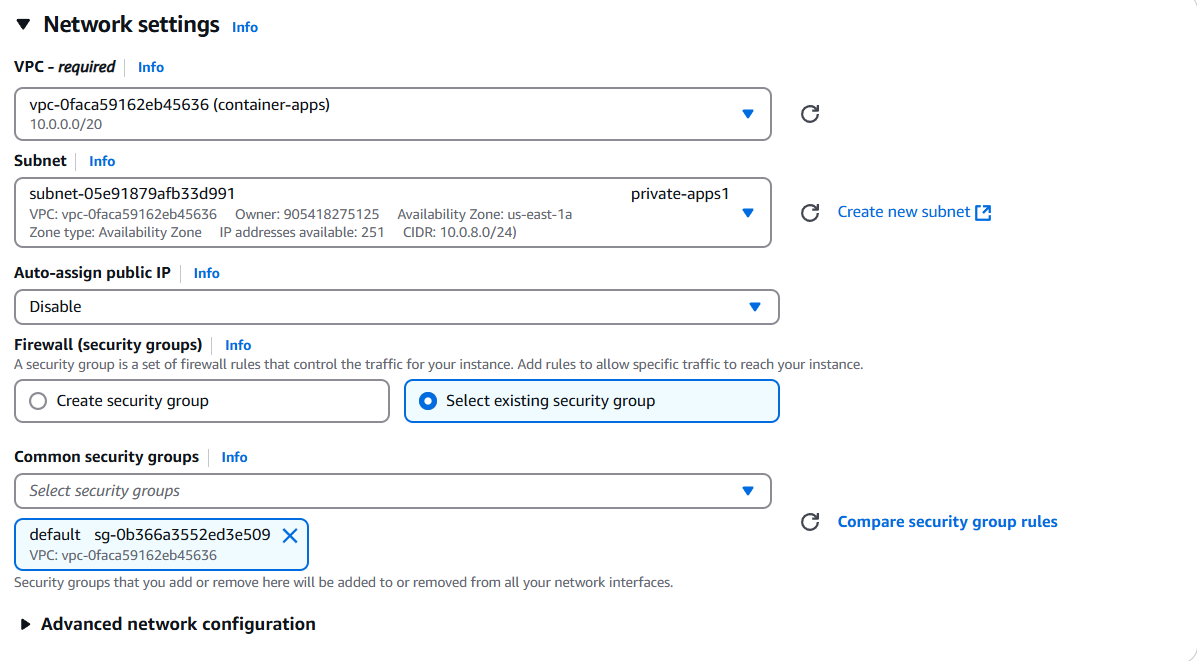 Network settings Info
VPC - required Info
vpc-0faca59162eb45636 (container-apps)
10.0.0.0/20
Subnet Info
subnet-05e91879afb33d991 private-apps1
VPC: vpc-0faca59162eb45636 Owner: 905418275125 Availability Zone: us-east-1a
Zone type: Availability Zone IP addresses available: 251 CIDR: 10.0.8.0/24)
Create new subnet
Auto-assign public IP Info
Disable
Firewall (security groups) Info
A security group is a set of firewall rules that control the traffic for your instance. Add rules to allow specific traffic to reach your instance.
Create security group
Select existing security group
Common security groups Info
Select security groups
default sg-0b366a3552ed3e509
VPC: vpc-0faca59162eb45636
Compare security group rules
Security groups that you add or remove here will be added to or removed from all your network interfaces.
Advanced network configuration